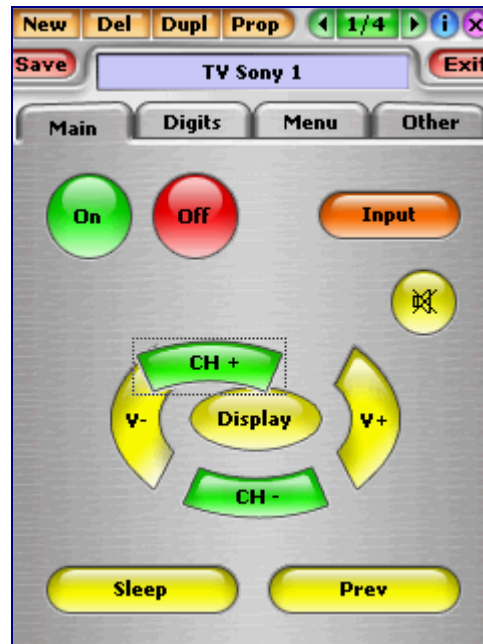 New Del Dupl Prop 1/4 i X
Save TV Sony 1 Exit
Main Digits Menu Other
On Off Input
CH +
V- Display V+
CH -
Sleep Prev